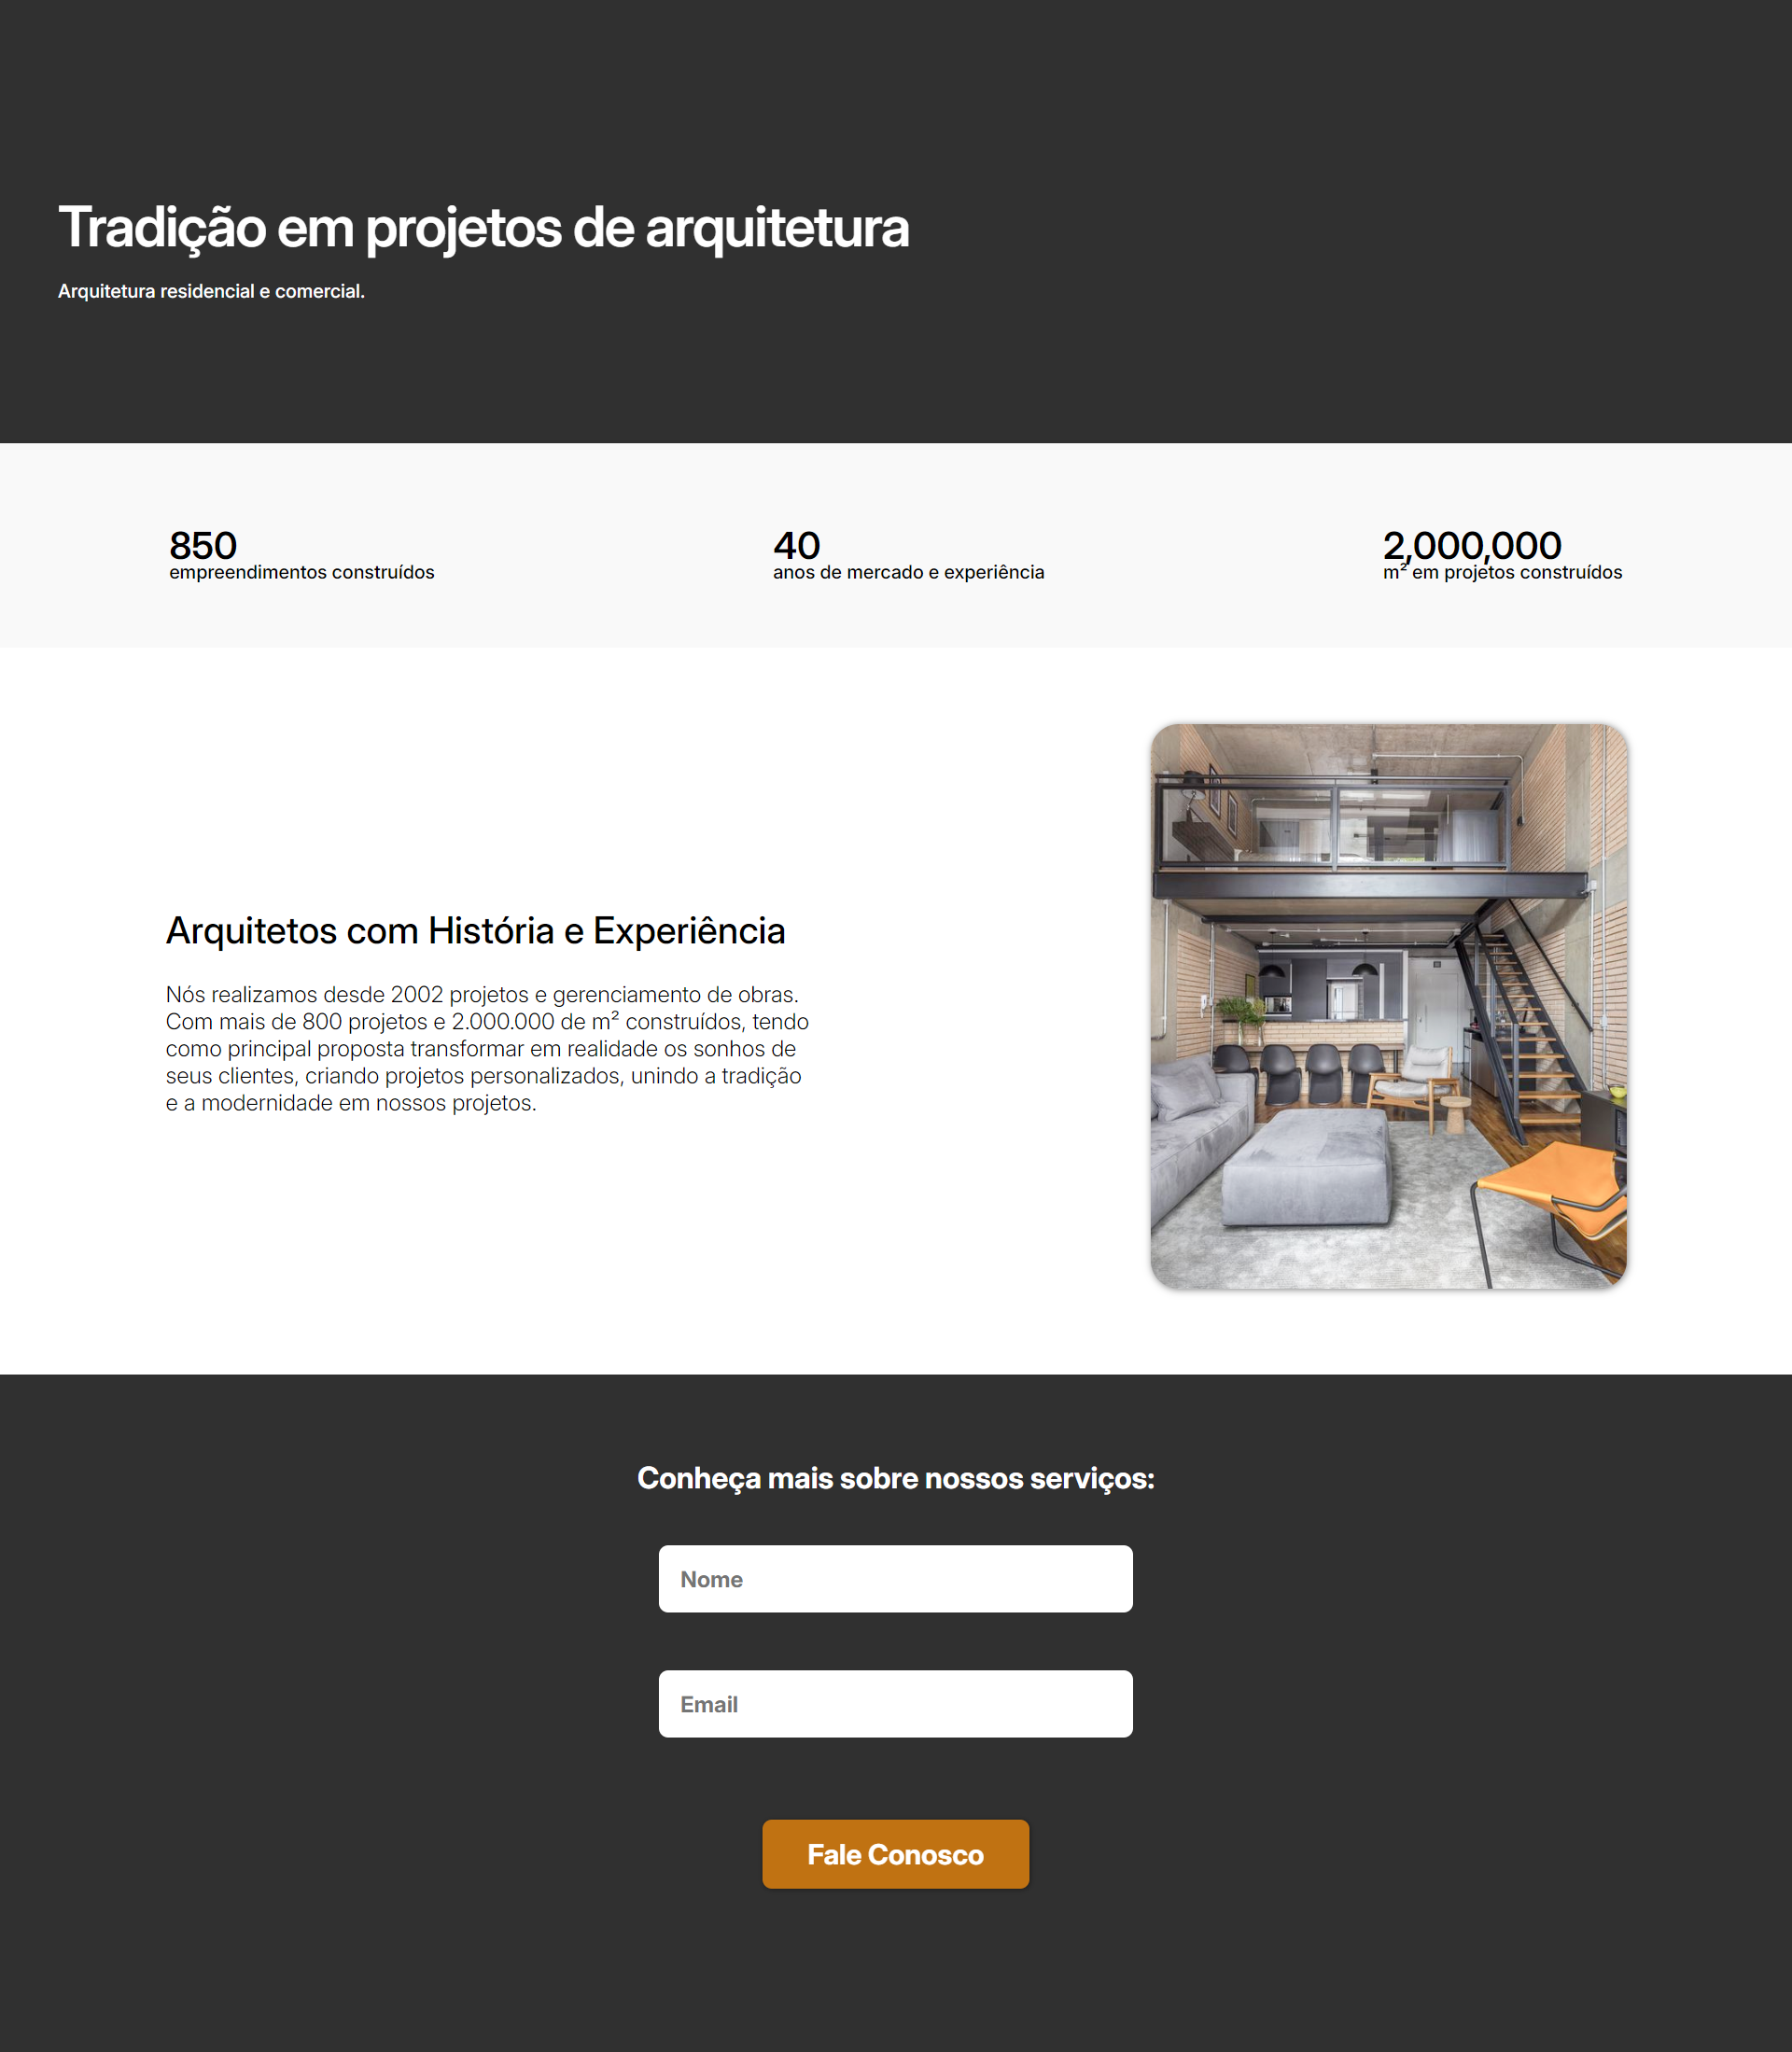 Tradição em projetos de arquitetura
Arquitetura residencial e comercial.
850
empreendimentos construídos
40
anos de mercado e experiência
2,000,000
m² em projetos construídos
Arquitetos com História e Experiência
Nós realizamos desde 2002 projetos e gerenciamento de obras.
Com mais de 800 projetos e 2.000.000 de m² construídos, tendo
como principal proposta transformar em realidade os sonhos de
seus clientes, criando projetos personalizados, unindo a tradição
e a modernidade em nossos projetos.
Conheça mais sobre nossos serviços:
Nome
Email
Fale Conosco